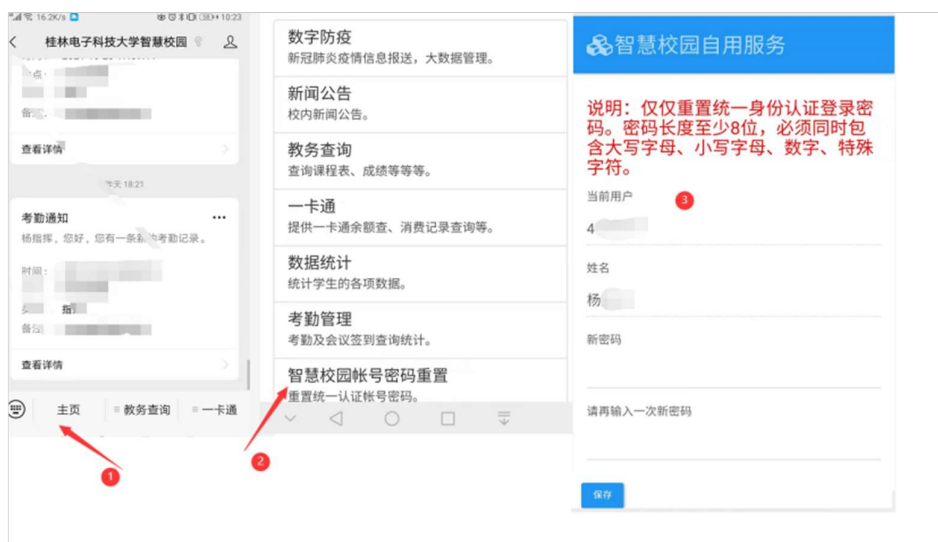 16.2K/s
10:23
桂林电子科技大学智慧校园
查看详情
昨天 18:21
考勤通知
杨指挥，您好，您有一条新的考勤记录。
时间：
查看详情
主页
教务查询
一卡通
1
数字防疫
新冠肺炎疫情信息报送，大数据管理。
新闻公告
校内新闻公告。
教务查询
查询课程表、成绩等等等。
一卡通
提供一卡通余额查、消费记录查询等。
数据统计
统计学生的各项数据。
考勤管理
考勤及会议签到查询统计。
智慧校园帐号密码重置
重置统一认证帐号密码。
2
智慧校园自用服务
说明：仅仅重置统一身份认证登录密
码。密码长度至少8位，必须同时包
含大写字母、小写字母、数字、特殊
字符。
当前用户
3
4
姓名
杨
新密码
请再输入一次新密码
保存